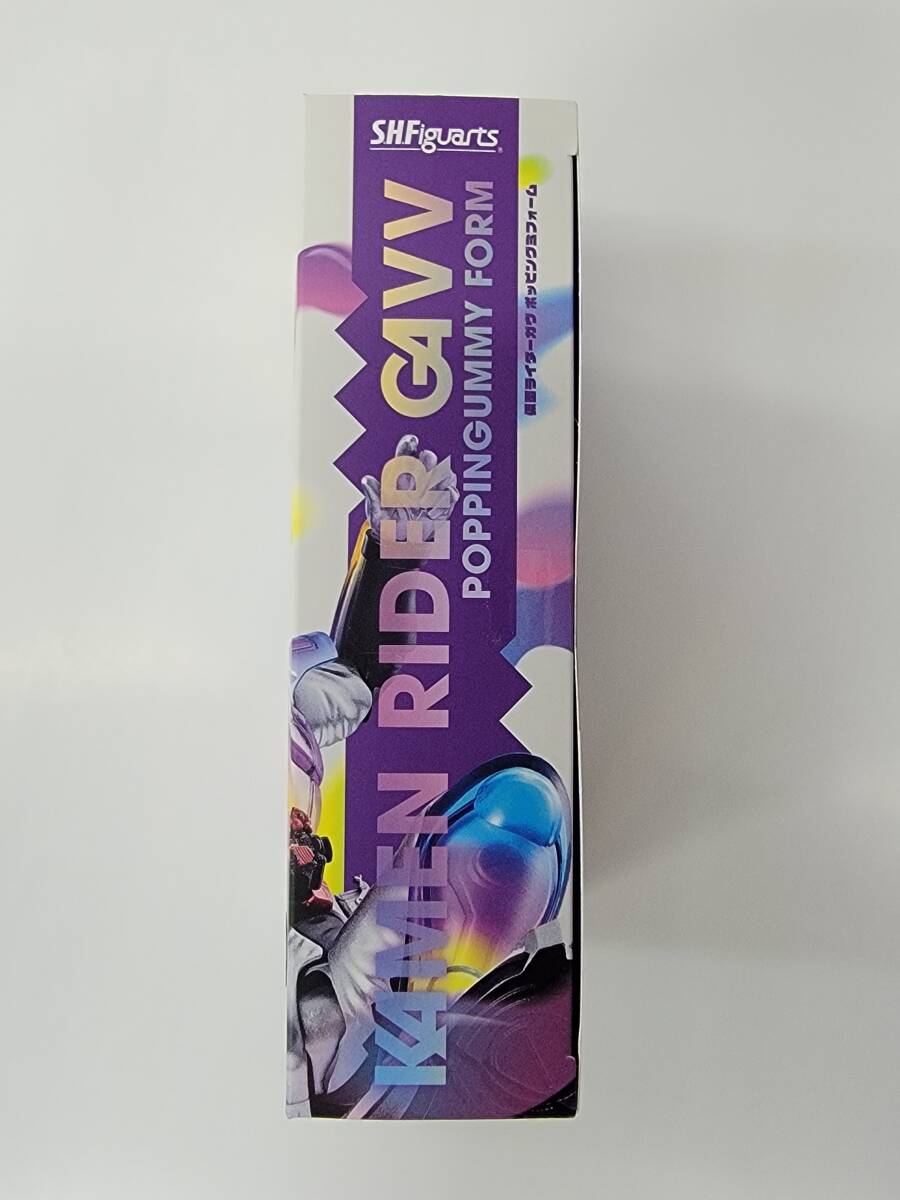 S.H.Figuarts
KAMEN RIDER GAVV
POPPINGUMMY FORM
仮面ライダーガヴ ポッピングミフォーム